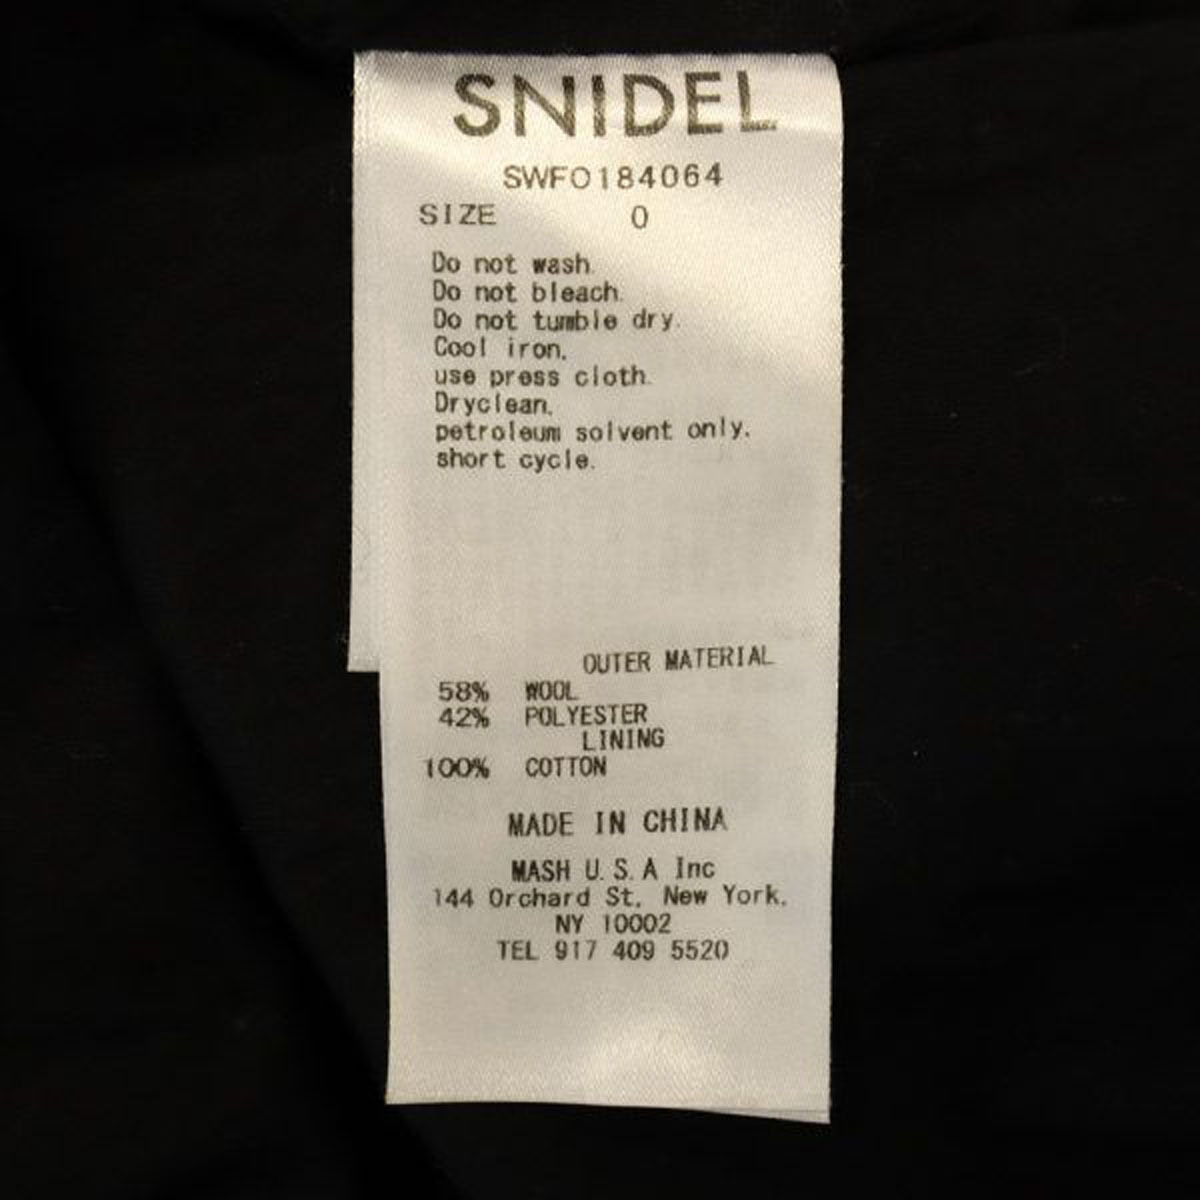 SNIDEL
SWFO184064
SIZE 0
Do not wash.
Do not bleach.
Do not tumble dry.
Cool iron.
use press cloth.
Dryclean.
petroleum solvent only.
short cycle.
OUTER MATERIAL
58% WOOL
42% POLYESTER
LINING
100% COTTON
MADE IN CHINA
MASH U.S.A Inc
144 Orchard St. New York.
NY 10002
TEL 917 409 5520